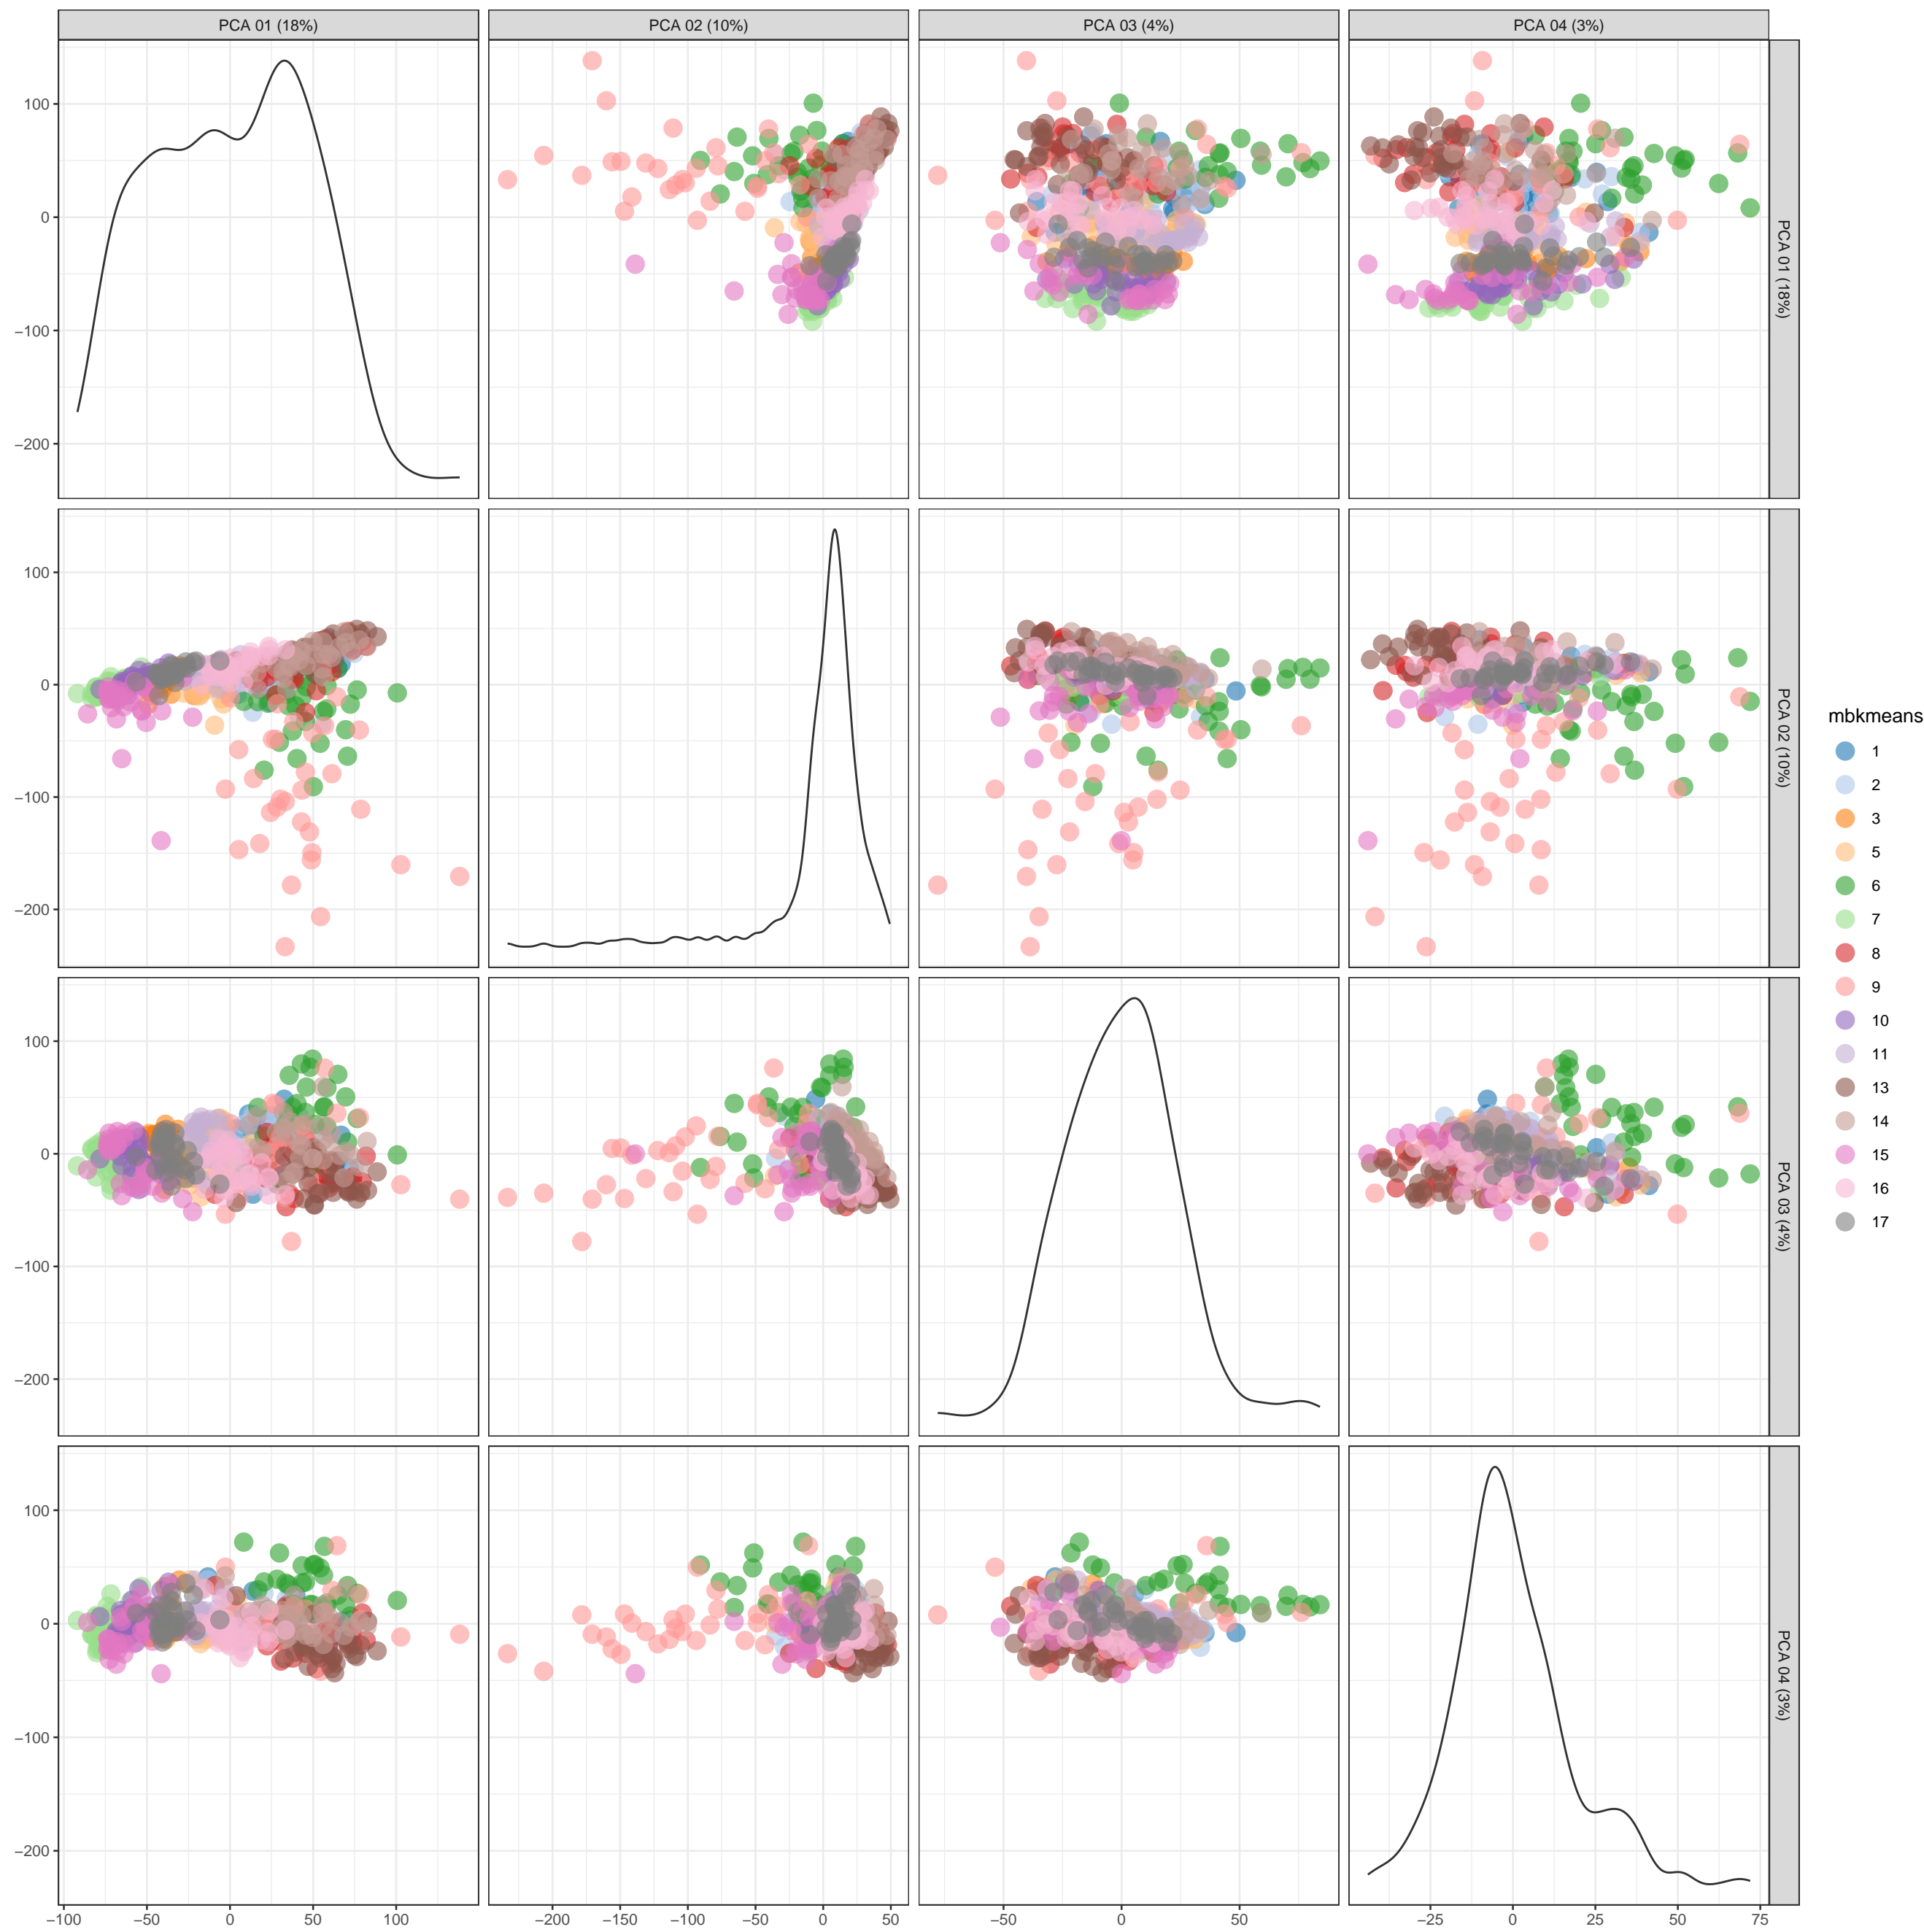 PCA 01 (18%)
PCA 02 (10%)
PCA 03 (4%)
PCA 04 (3%)
100
0
−100
−200
PCA 01 (18%)
100
0
−100
−200
PCA 02 (10%)
100
0
−100
−200
PCA 03 (4%)
100
0
−100
−200
PCA 04 (3%)
−100 −50 0 50 100
−200 −150 −100 −50 0 50
−50 0 50
−25 0 25 50 75
mbkmeans
1
2
3
5
6
7
8
9
10
11
13
14
15
16
17